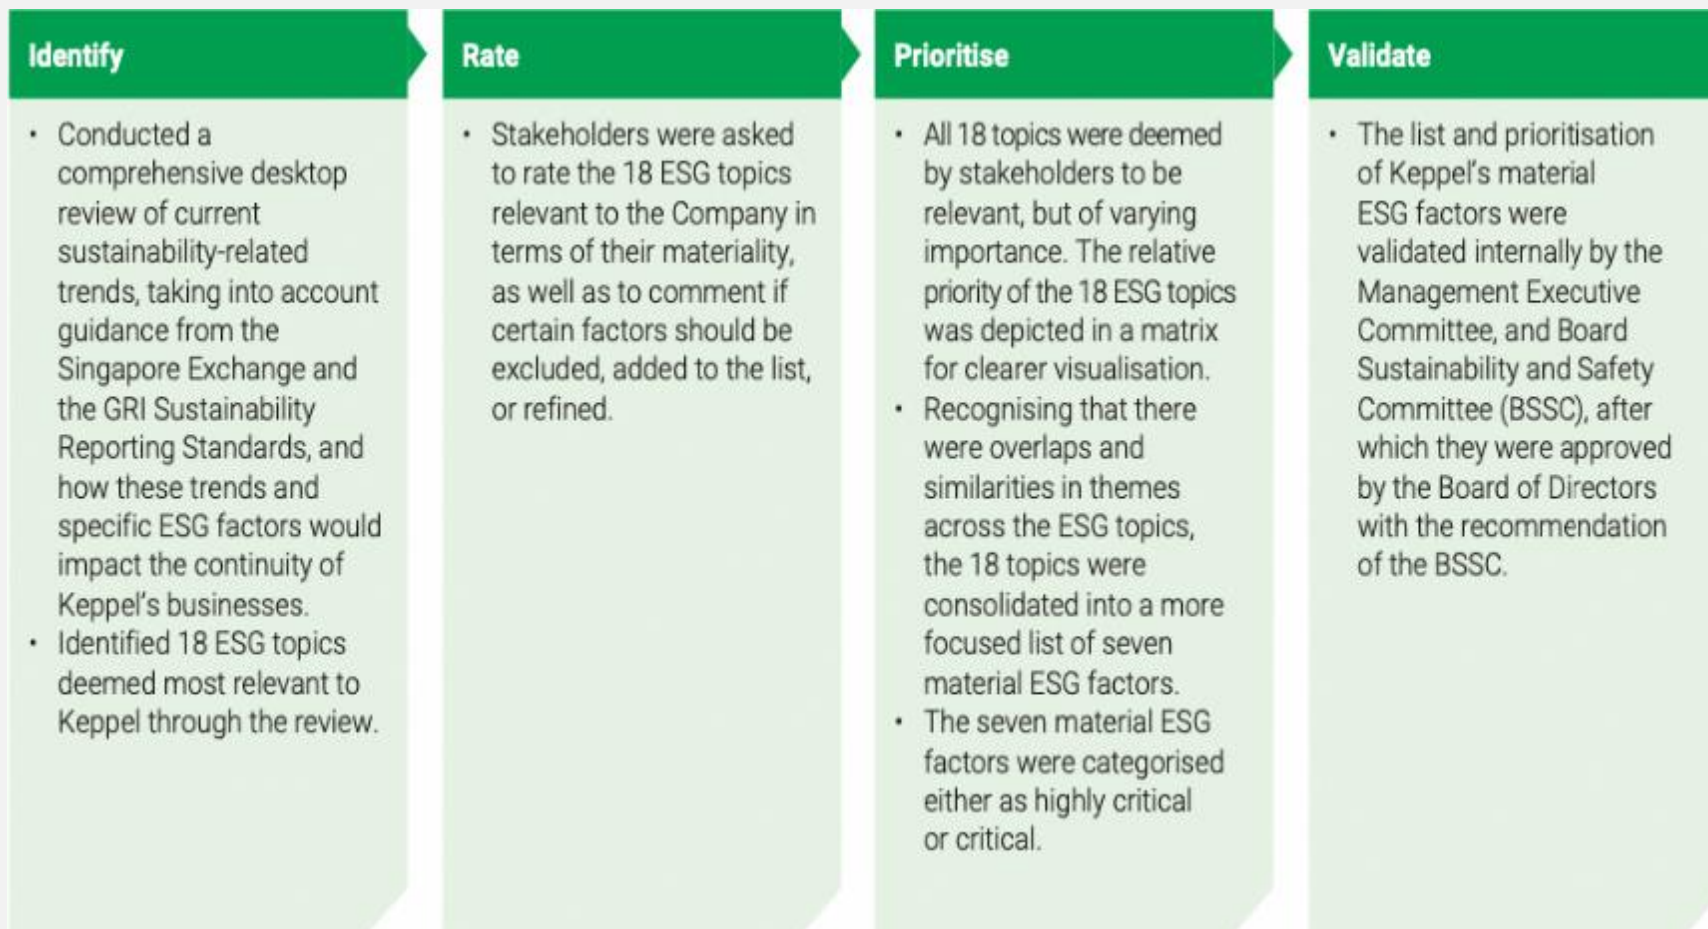 Identify
• Conducted a
comprehensive desktop
review of current
sustainability-related
trends, taking into account
guidance from the
Singapore Exchange and
the GRI Sustainability
Reporting Standards, and
how these trends and
specific ESG factors would
impact the continuity of
Keppel's businesses.
• Identified 18 ESG topics
deemed most relevant to
Keppel through the review.
Rate
• Stakeholders were asked
to rate the 18 ESG topics
relevant to the Company in
terms of their materiality,
as well as to comment if
certain factors should be
excluded, added to the list,
or refined.
Prioritise
• All 18 topics were deemed
by stakeholders to be
relevant, but of varying
importance. The relative
priority of the 18 ESG topics
was depicted in a matrix
for clearer visualisation.
• Recognising that there
were overlaps and
similarities in themes
across the ESG topics,
the 18 topics were
consolidated into a more
focused list of seven
material ESG factors.
• The seven material ESG
factors were categorised
either as highly critical
or critical.
Validate
• The list and prioritisation
of Keppel's material
ESG factors were
validated internally by the
Management Executive
Committee, and Board
Sustainability and Safety
Committee (BSSC), after
which they were approved
by the Board of Directors
with the recommendation
of the BSSC.